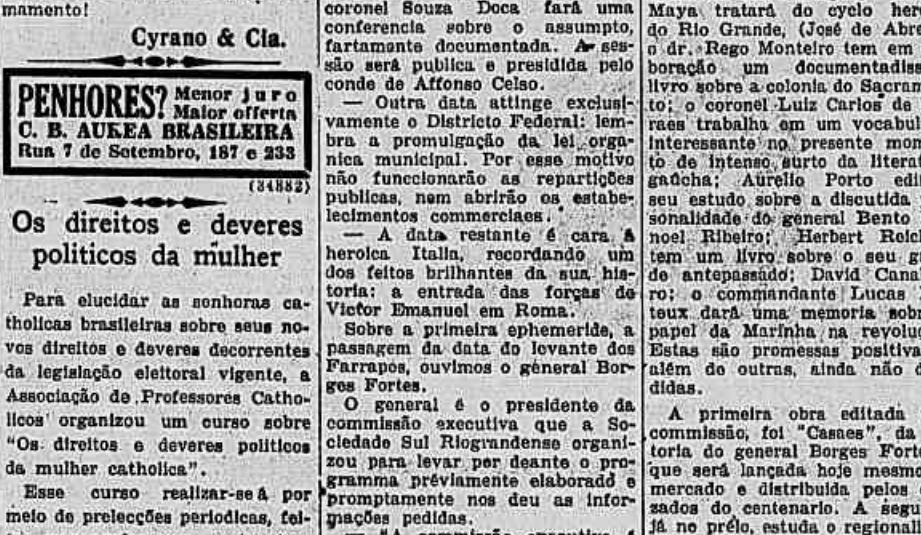 mamento!
Cyrano & Cia.
PENHORES? Menor juro
Maior offerta
C. B. AUREA BRASILEIRA
Rua 7 de Setembro, 187 e 233
(34882)
Os direitos e deveres
politicos da mulher
Para elucidar as senhoras ca-
tholicas brasileiras sobre seus no-
vos direitos e deveres decorrentes
da legislação eleitoral vigente, a
Associação de Professores Catho-
licos organizou um curso sobre
"Os direitos e deveres politicos
da mulher catholica".
Esse curso realizar-se á por
meio de prelecções periodicas, fei-
coronel Souza Doca fará uma
conferencia sobre o assumpto,
fartamente documentada. A ses-
são será publica e presidida pelo
conde de Affonso Celso.
— Outra data attinge exclusi-
vamente o Districto Federal: lem-
bra a promulgação da lei orga-
nica municipal. Por esse motivo
não funccionarão as repartições
publicas, nem abrirão os estabe-
lecimentos commerciaes.
— A data restante é cara á
heroica Italia, recordando um
dos feitos brilhantes da sua his-
toria: a entrada das forças de
Victor Emanuel em Roma.
Sobre a primeira ephemeride, a
passagem da data do levante dos
Farrapos, ouvimos o general Bor-
ges Fortes.
O general é o presidente da
commissão executiva que a So-
ciedade Sul Riograndense organi-
zou para levar por deante o pro-
gramma préviamente elaborado e
promptamente nos deu as infor-
mações pedidas.
— "A commissão executiva é
Maya tratará do cyclo her
do Rio Grande, (José de Abre
o dr. Rego Monteiro tem em
boração um documentadiss
livro sobre a colonia do Sacram
to; o coronel Luiz Carlos de
raes trabalha em um vocabul
interessante no presente mom
to de intenso surto da litera
gaúcha; Aurelio Porto edi
seu estudo sobre a discutida
sonalidade do general Bento
noel Ribeiro; Herbert Reic
tem um livro sobre o seu g
de antepassado; David Cana
ro; o commandante Lucas
teux dará uma memoria sobr
papel da Marinha na revolu
Estas são promessas positiva
além de outras, ainda não d
didas.
A primeira obra editada
commissão, foi "Casaes", da
toria do general Borges Forte
que será lançada hoje mesmo
mercado e distribuida pelos
sados do centenario. A segu
já no prélo, estuda o regionali